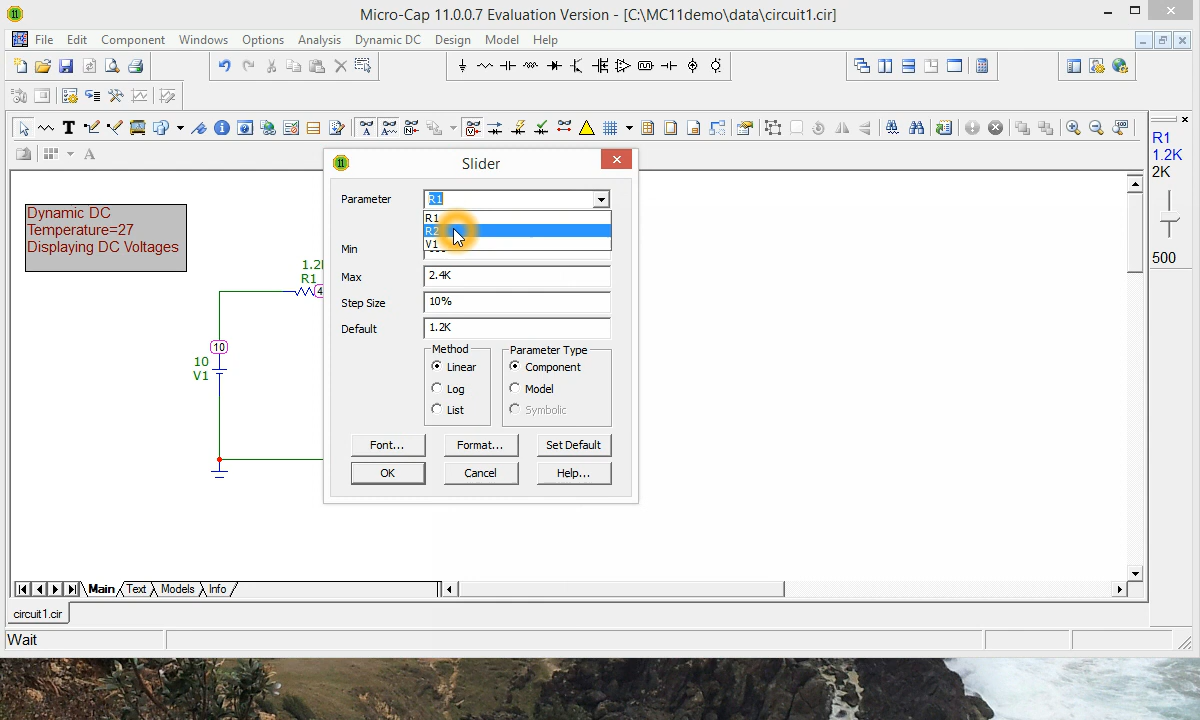 11 Micro-Cap 11.0.0.7 Evaluation Version - [C:\MC11demo\data\circuit1.cir]
File Edit Component Windows Options Analysis Dynamic DC Design Model Help
R1
1.2K
2K
500
11 Slider
Parameter R1
R1
R2
V1
Min
Max 2.4K
Step Size 10%
Default 1.2K
Method Parameter Type
Linear Component
Log Model
List Symbolic
Font... Format... Set Default
OK Cancel Help...
Dynamic DC
Temperature=27
Displaying DC Voltages
R1
10
10
V1
Main Text Models Info
circuit1.cir
Wait